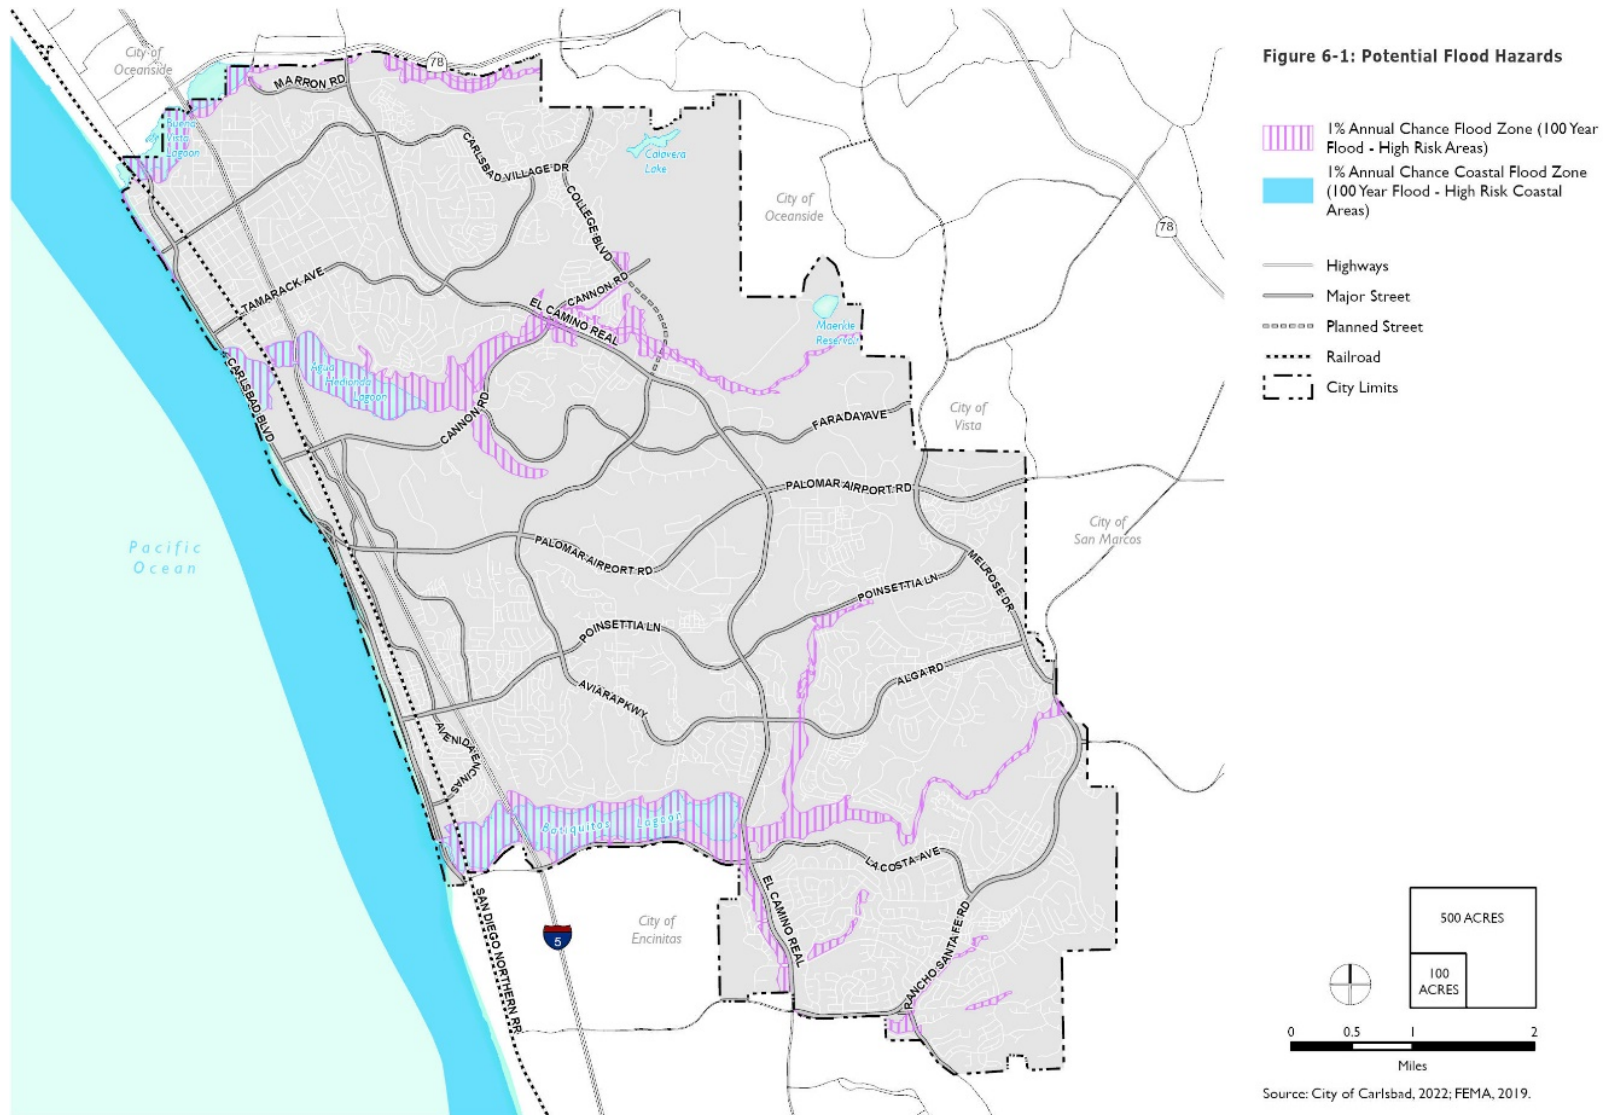 Figure 6-1: Potential Flood Hazards
1% Annual Chance Flood Zone (100 Year
Flood - High Risk Areas)
1% Annual Chance Coastal Flood Zone
(100 Year Flood - High Risk Coastal
Areas)
Highways
Major Street
Planned Street
Railroad
City Limits
City of
Oceanside
78
MARRON RD
Buena
Vista
Lagoon
CARLSBAD VILLAGE DR
Calavera
Lake
COLLEGE BLVD
City of
Oceanside
78
TAMARACK AVE
CANNON RD
EL CAMINO REAL
Maerkle
Reservoir
Agua
Hedionda
Lagoon
CARLSBAD BLVD
CANNON RD
FARADAY AVE
City of
Vista
PALOMAR AIRPORT RD
City of
San Marcos
Pacific
Ocean
PALOMAR AIRPORT RD
MELROSE DR
POINSETTIA LN
POINSETTIA LN
ALGA RD
AVIARA PKWY
AVENIDA ENCINAS
Batiquitos Lagoon
LA COSTA AVE
EL CAMINO REAL
SAN DIEGO NORTHERN RR
City of
Encinitas
5
RANCHO SANTA FE RD
500 ACRES
100
ACRES
0 0.5 1 2
Miles
Source: City of Carlsbad, 2022; FEMA, 2019.